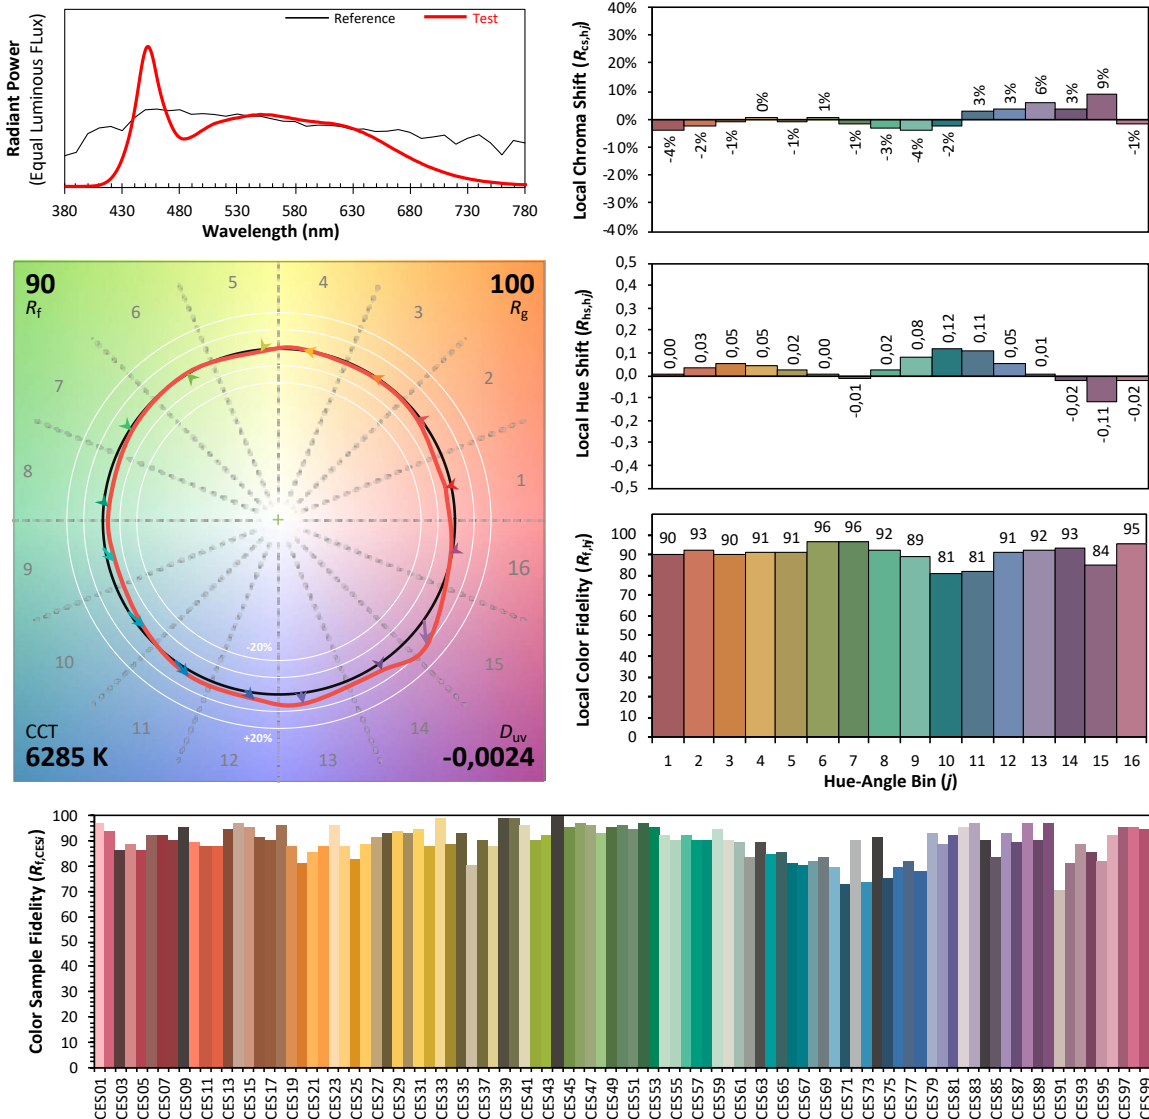 Radiant Power
(Equal Luminous FLux)
Reference
Test
380 430 480 530 580 630 680 730 780
Wavelength (nm)
Local Chroma Shift (Rcs,hj)
40%
30%
20%
10%
0%
-10%
-20%
-30%
-40%
-4% -2% -1% 0% -1% 1% -1% -3% -4% -2% 3% 3% 6% 3% 9% -1%
90
Rf
100
Rg
5 4
6 3
7 2
8 1
9 16
10 15
11 14
12 13
-20%
+20%
CCT
6285 K
Duv
-0,0024
Local Hue Shift (Rhs,hj)
0,5
0,4
0,3
0,2
0,1
0,0
-0,1
-0,2
-0,3
-0,4
-0,5
0,00 0,03 0,05 0,05 0,02 0,00 -0,01 0,02 0,08 0,12 0,11 0,05 0,01 -0,02 -0,11 -0,02
Local Color Fidelity (Rf,hj)
100
90
80
70
60
50
40
30
20
10
0
90 93 90 91 91 96 96 92 89 81 81 91 92 93 84 95
1 2 3 4 5 6 7 8 9 10 11 12 13 14 15 16
Hue-Angle Bin (j)
Color Sample Fidelity (Rf,CESi)
100
90
80
70
60
50
40
30
20
10
0
CES01 CES03 CES05 CES07 CES09 CES11 CES13 CES15 CES17 CES19 CES21 CES23 CES25 CES27 CES29 CES31 CES33 CES35 CES37 CES39 CES41 CES43 CES45 CES47 CES49 CES51 CES53 CES55 CES57 CES59 CES61 CES63 CES65 CES67 CES69 CES71 CES73 CES75 CES77 CES79 CES81 CES83 CES85 CES87 CES89 CES91 CES93 CES95 CES97 CES99